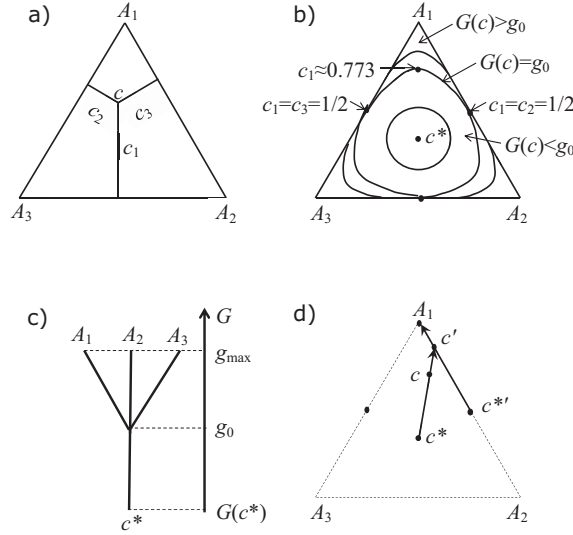 a)
A₁
c
c₂
c₃
c₁
A₃
A₂
b)
A₁
G(c)>g₀
c₁≈0.773
G(c)=g₀
c₁=c₃=1/2
c₁=c₂=1/2
c*
G(c)<g₀
A₃
A₂
c)
G
A₁
A₂
A₃
gmax
g₀
c*
G(c*)
d)
A₁
c′
c
c*′
c*
A₃
A₂